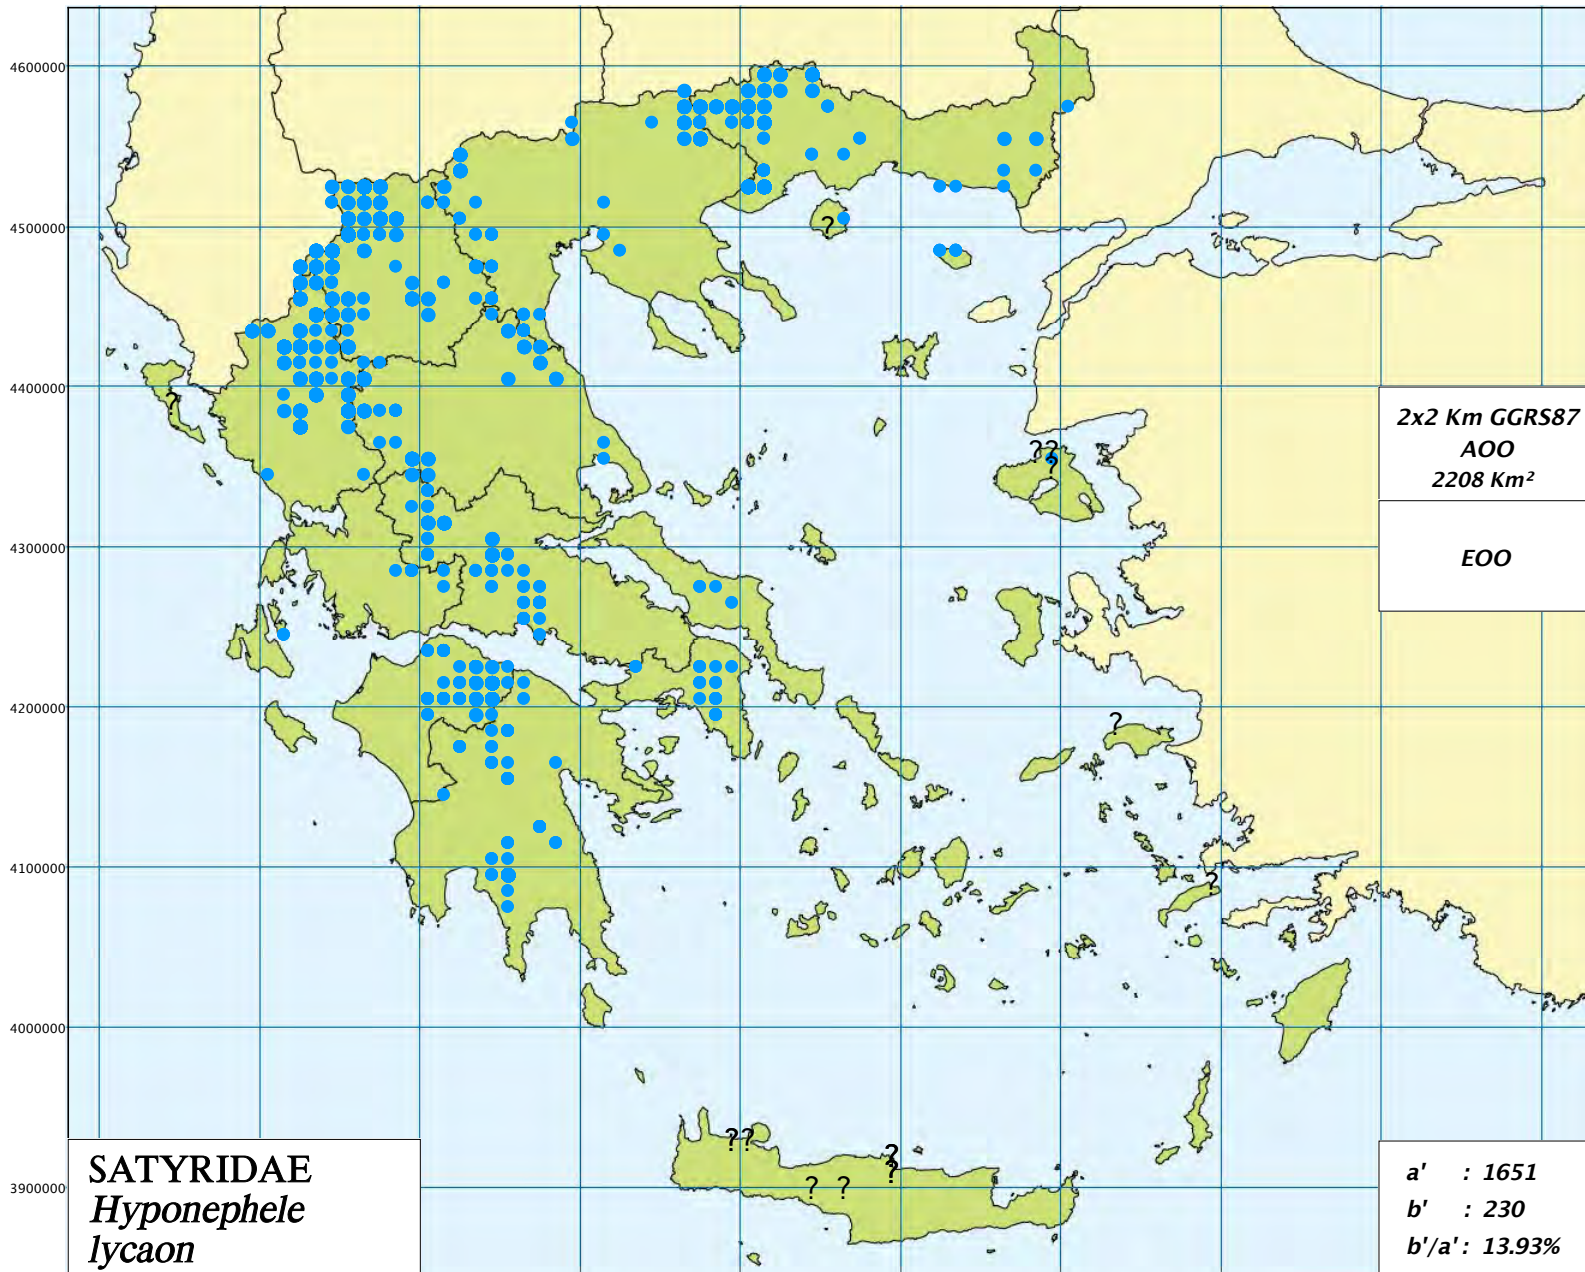 4600000
4500000
?
4400000
?
2x2 Km GGRS87
AOO
2208 Km²
??
?
4300000
EOO
4200000
?
4100000
?
4000000
??
?
?
? ?
3900000
SATYRIDAE
Hyponephele
lycaon
a' : 1651
b' : 230
b'/a' : 13.93%